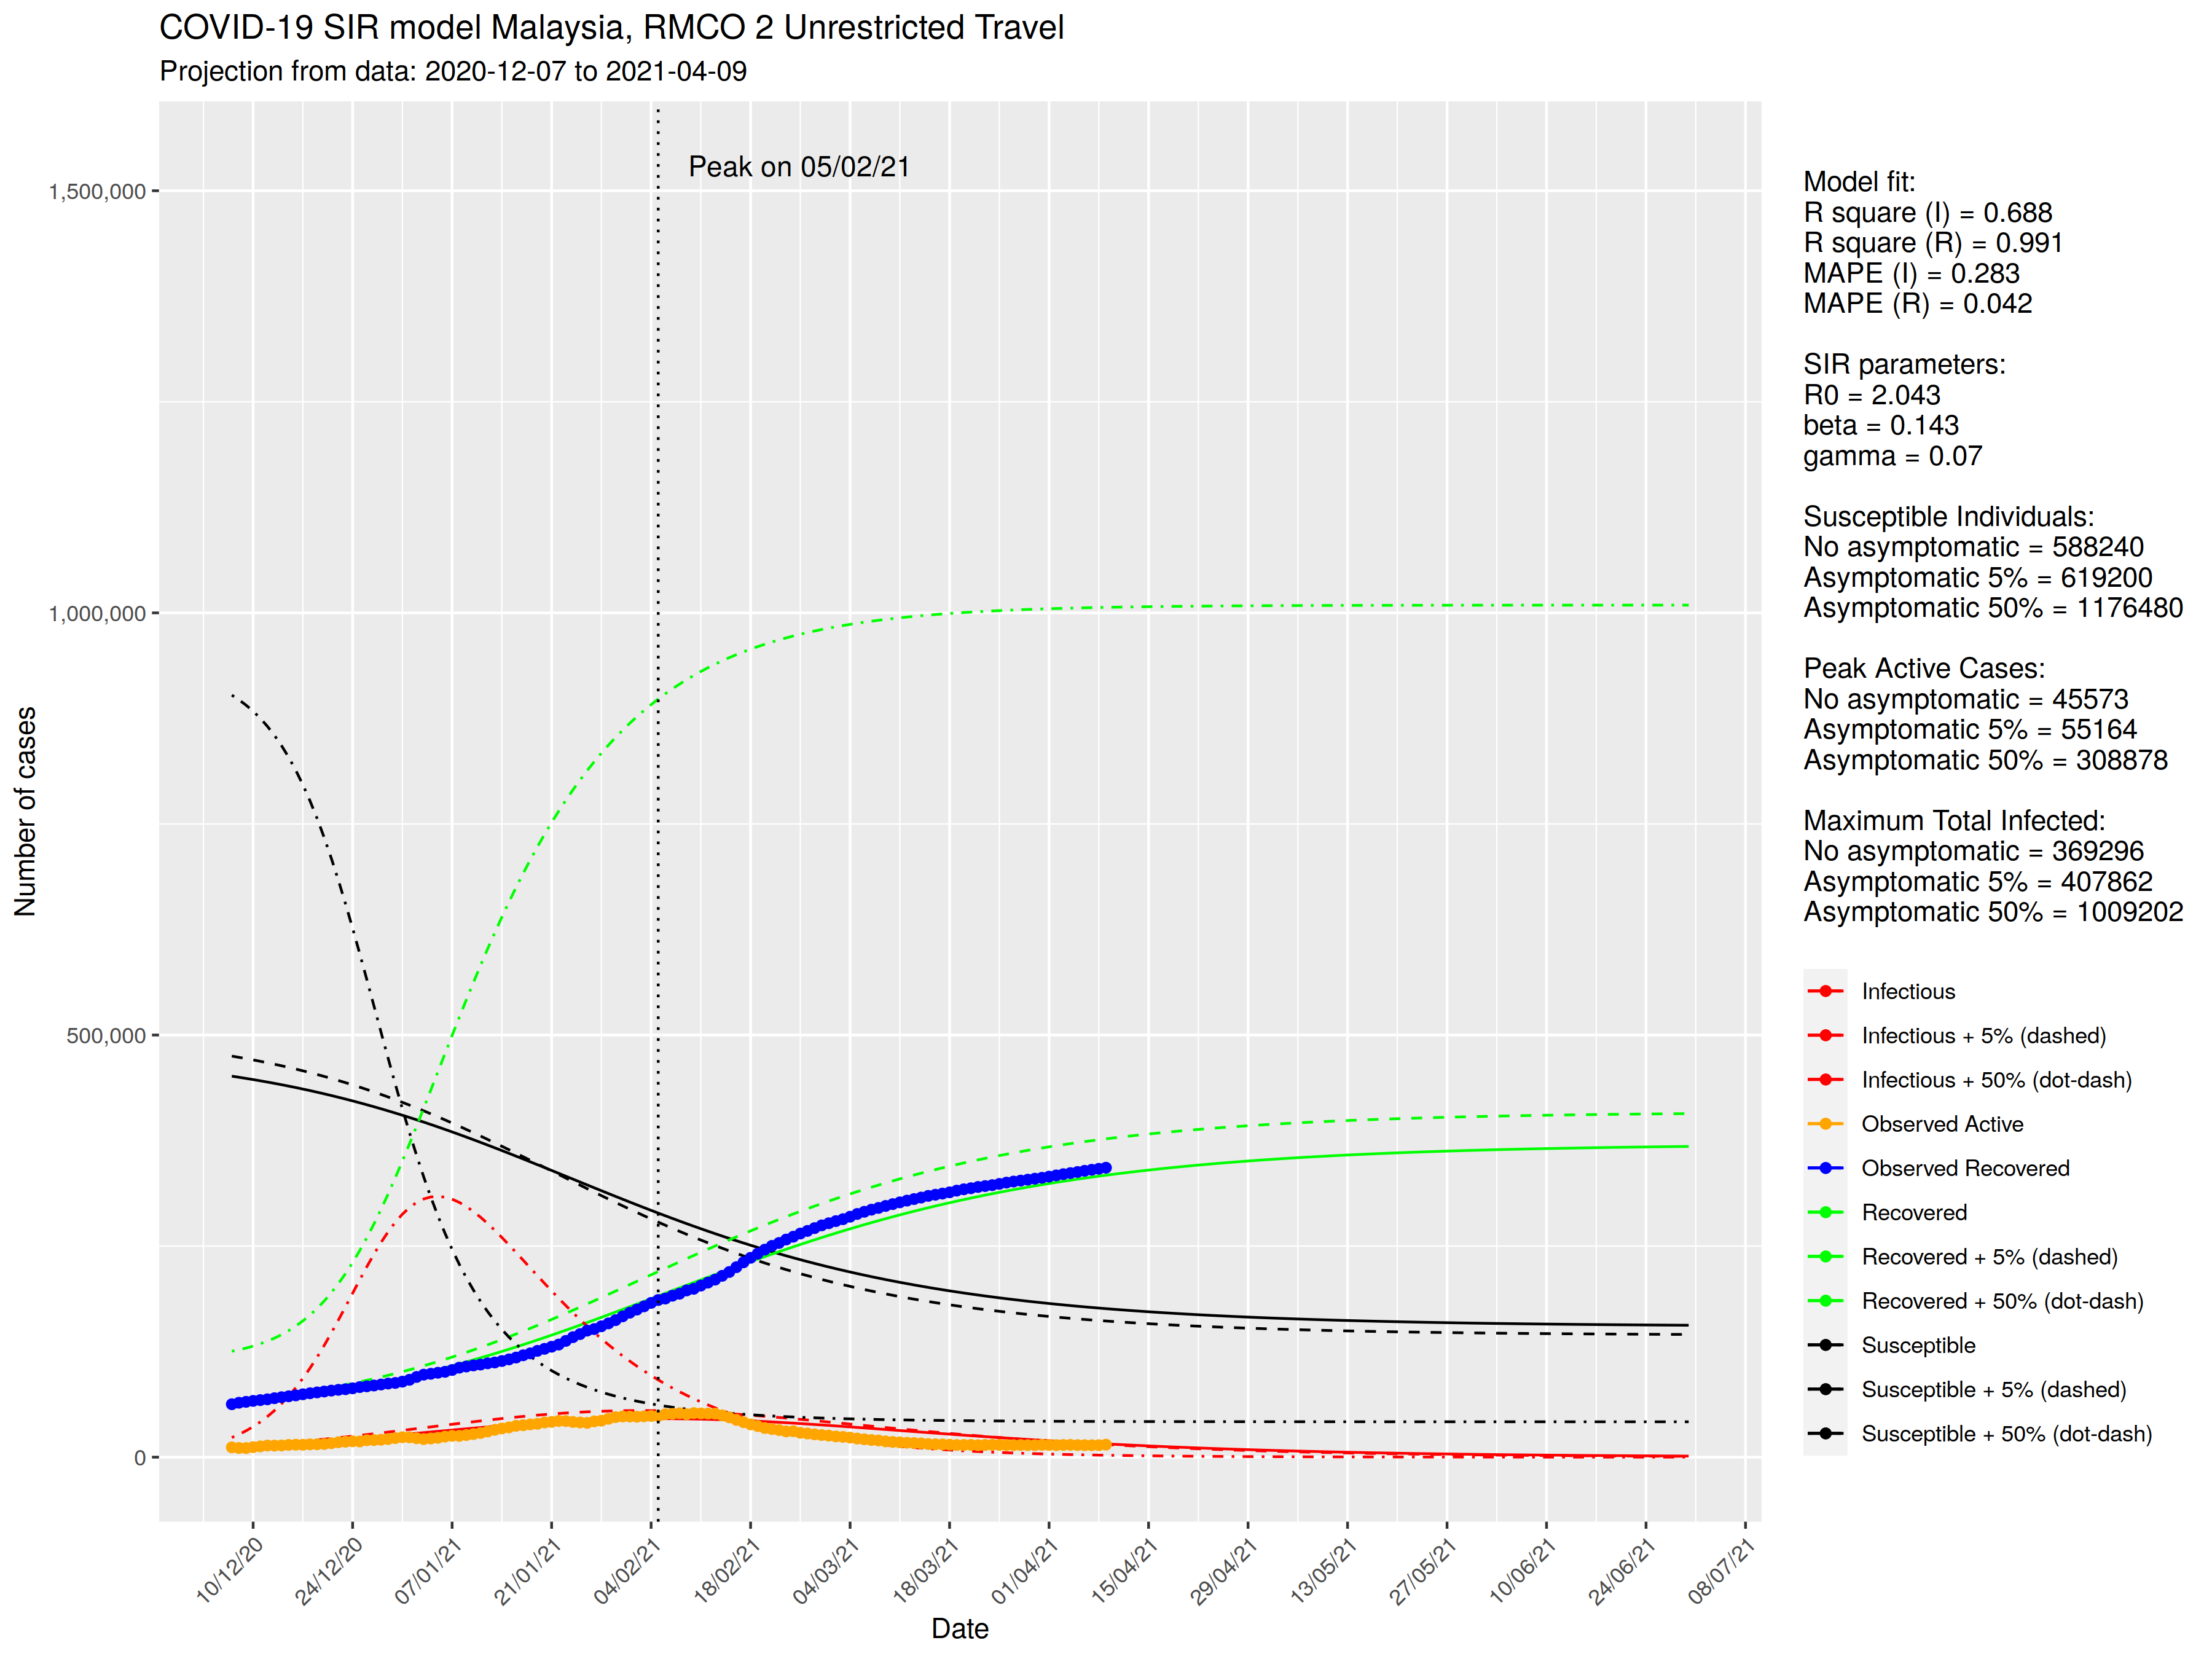 COVID-19 SIR model Malaysia, RMCO 2 Unrestricted Travel
Projection from data: 2020-12-07 to 2021-04-09
Peak on 05/02/21
1,500,000
1,000,000
500,000
0
Number of cases
10/12/20
24/12/20
07/01/21
21/01/21
04/02/21
18/02/21
04/03/21
18/03/21
01/04/21
15/04/21
29/04/21
13/05/21
27/05/21
10/06/21
24/06/21
08/07/21
Date
Model fit:
R square (I) = 0.688
R square (R) = 0.991
MAPE (I) = 0.283
MAPE (R) = 0.042
SIR parameters:
R0 = 2.043
beta = 0.143
gamma = 0.07
Susceptible Individuals:
No asymptomatic = 588240
Asymptomatic 5% = 619200
Asymptomatic 50% = 1176480
Peak Active Cases:
No asymptomatic = 45573
Asymptomatic 5% = 55164
Asymptomatic 50% = 308878
Maximum Total Infected:
No asymptomatic = 369296
Asymptomatic 5% = 407862
Asymptomatic 50% = 1009202
Infectious
Infectious + 5% (dashed)
Infectious + 50% (dot-dash)
Observed Active
Observed Recovered
Recovered
Recovered + 5% (dashed)
Recovered + 50% (dot-dash)
Susceptible
Susceptible + 5% (dashed)
Susceptible + 50% (dot-dash)